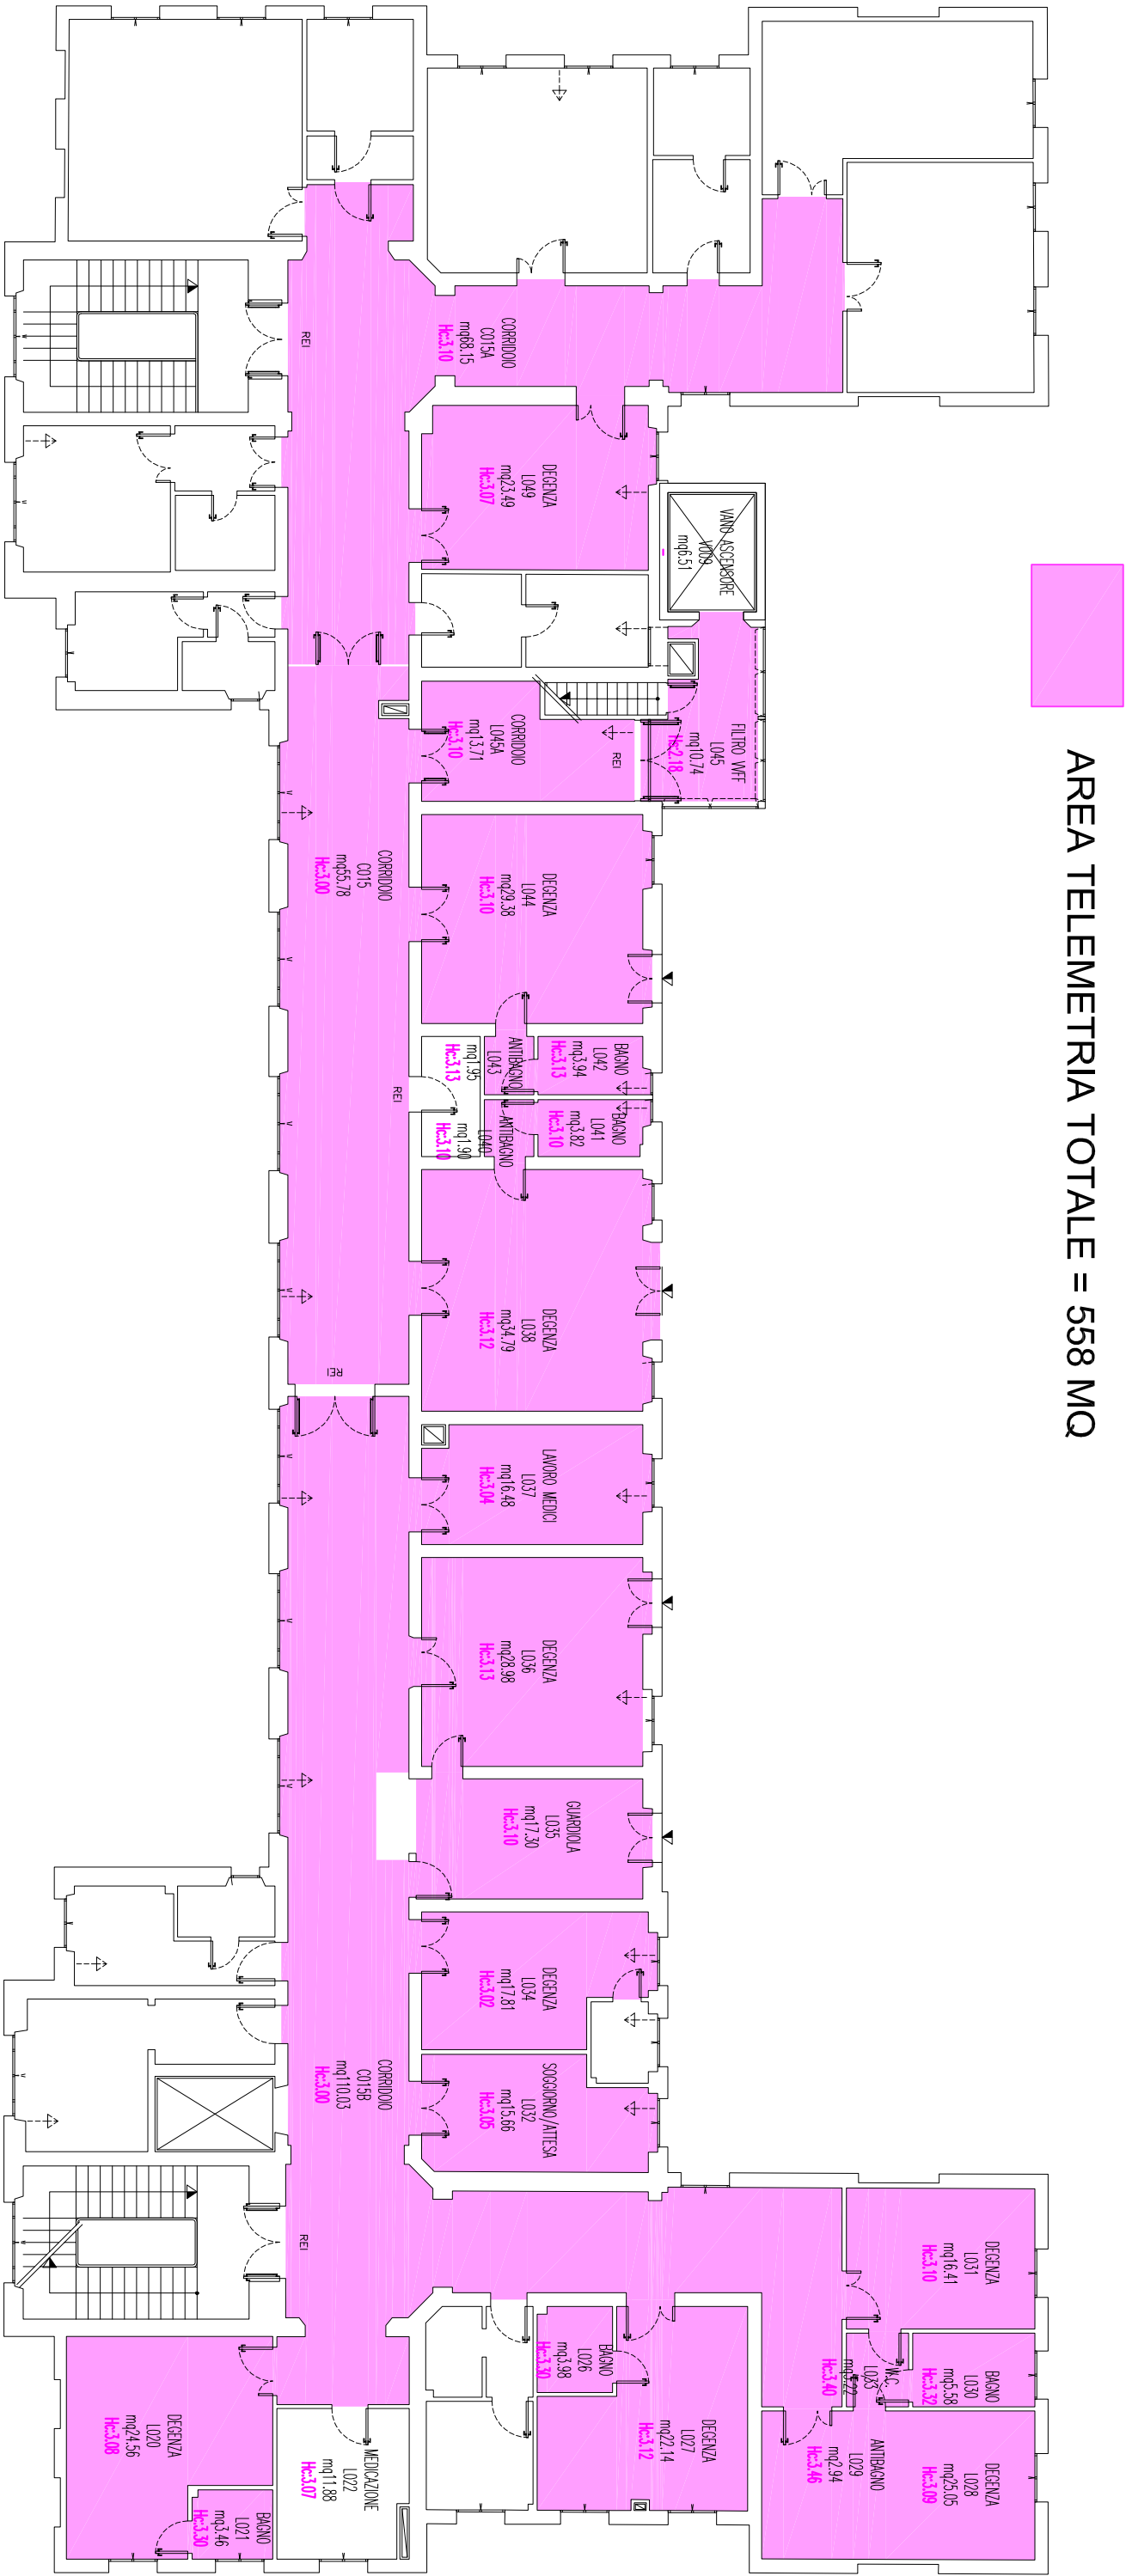 AREA TELEMETRIA TOTALE = 558 MQ
CORRIDOIO
C015A
mq68.15
Hc:3.10
REI
DEGENZA
L049
mq23.49
Hc:3.07
VANO ASCENSORE
V009
mq6.51
-
FILTRO VVFF
L045
mq10.74
Hc:2.18
CORRIDOIO
L045A
mq13.71
Hc:3.10
REI
CORRIDOIO
C015
mq55.78
Hc:3.00
DEGENZA
L044
mq29.38
Hc:3.10
BAGNO
L042
mq3.94
Hc:3.13
ANTIBAGNO
L043
mq1.95
Hc:3.13
BAGNO
L041
mq3.82
Hc:3.10
ANTIBAGNO
L040
mq1.90
Hc:3.10
REI
DEGENZA
L038
mq34.79
Hc:3.12
REI
LAVORO MEDICI
L037
mq16.48
Hc:3.04
DEGENZA
L036
mq28.98
Hc:3.13
GUARDIOLA
L035
mq17.30
Hc:3.10
DEGENZA
L034
mq17.81
Hc:3.02
CORRIDOIO
C015B
mq110.03
Hc:3.00
SOGGIORNO/ATTESA
L032
mq15.66
Hc:3.05
REI
DEGENZA
L031
mq16.41
Hc:3.10
BAGNO
L030
mq5.58
Hc:3.32
W.C.
L033
Hc:3.40
DEGENZA
L028
mq25.05
Hc:3.09
ANTIBAGNO
L029
mq2.94
Hc:3.46
BAGNO
L026
mq3.98
Hc:3.30
DEGENZA
L027
mq22.14
Hc:3.12
MEDICAZIONE
L022
mq11.88
Hc:3.07
DEGENZA
L020
mq24.56
Hc:3.08
BAGNO
L021
mq3.46
Hc:3.30